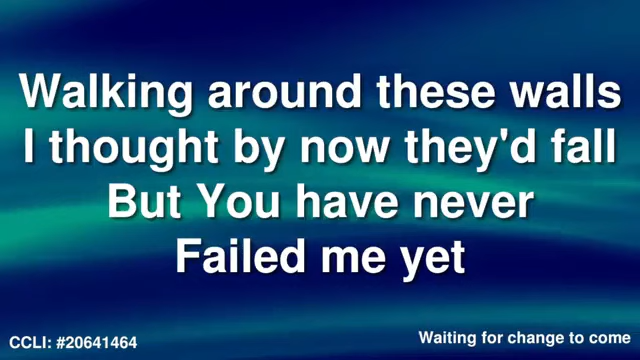 Walking around these walls
I thought by now they'd fall
But You have never
Failed me yet
CCLI: #20641464
Waiting for change to come